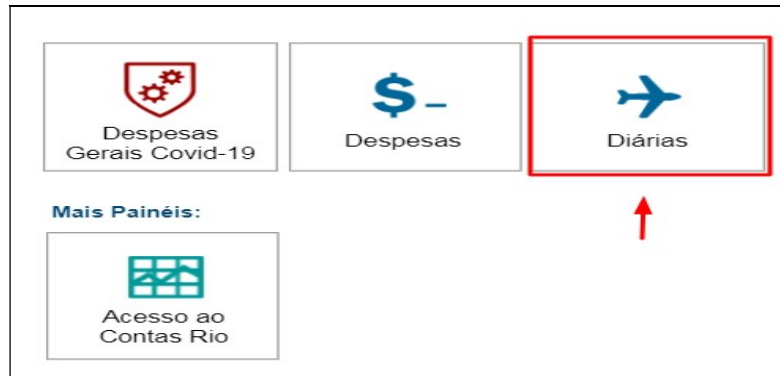 Despesas
Gerais Covid-19
$ -
Despesas
Diárias
Mais Painéis:
Acesso ao
Contas Rio